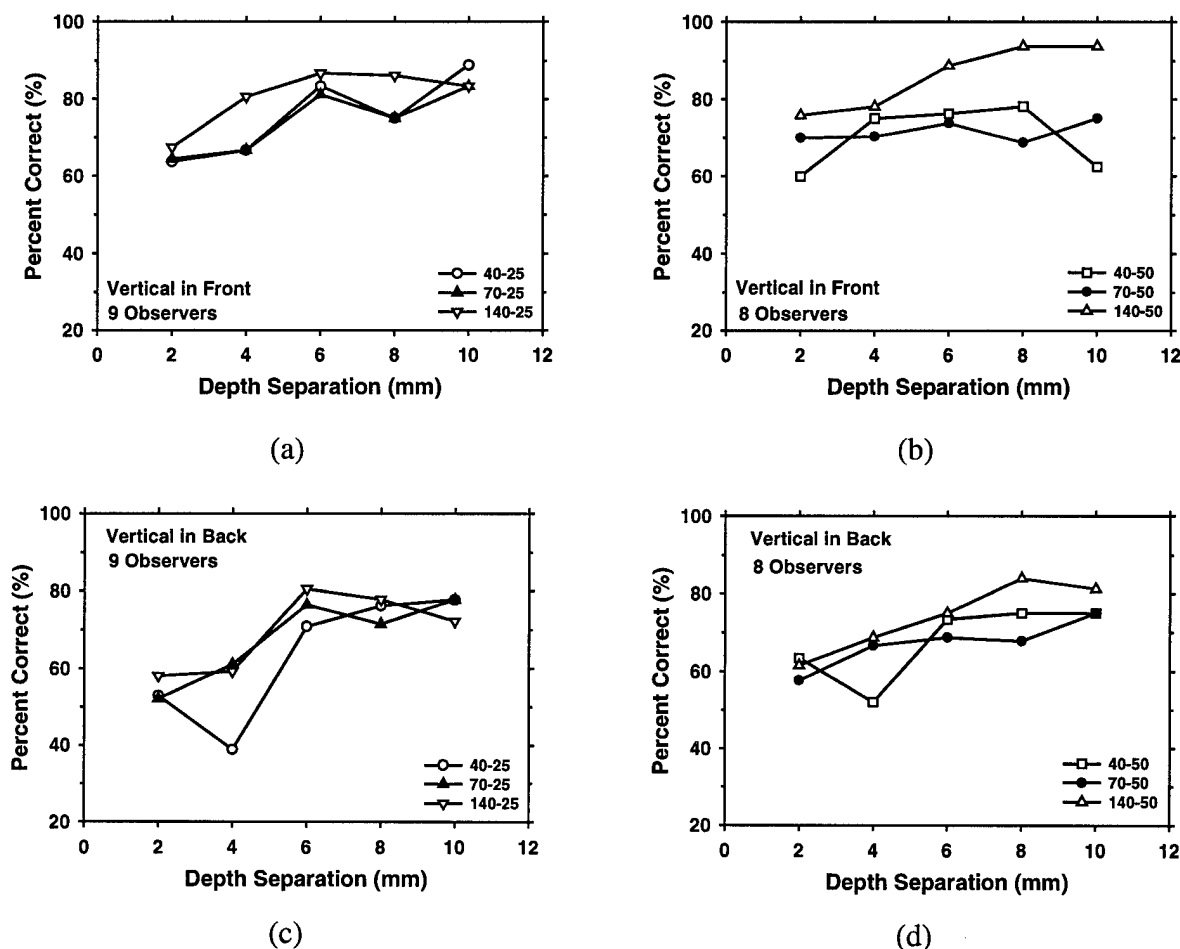 100
80
60
40
20
Percent Correct (%)
Vertical in Front
9 Observers
40-25
70-25
140-25
0 2 4 6 8 10 12
Depth Separation (mm)
(a)
100
80
60
40
20
Percent Correct (%)
Vertical in Front
8 Observers
40-50
70-50
140-50
0 2 4 6 8 10 12
Depth Separation (mm)
(b)
100
80
60
40
20
Percent Correct (%)
Vertical in Back
9 Observers
40-25
70-25
140-25
0 2 4 6 8 10 12
Depth Separation (mm)
(c)
100
80
60
40
20
Percent Correct (%)
Vertical in Back
8 Observers
40-50
70-50
140-50
0 2 4 6 8 10 12
Depth Separation (mm)
(d)